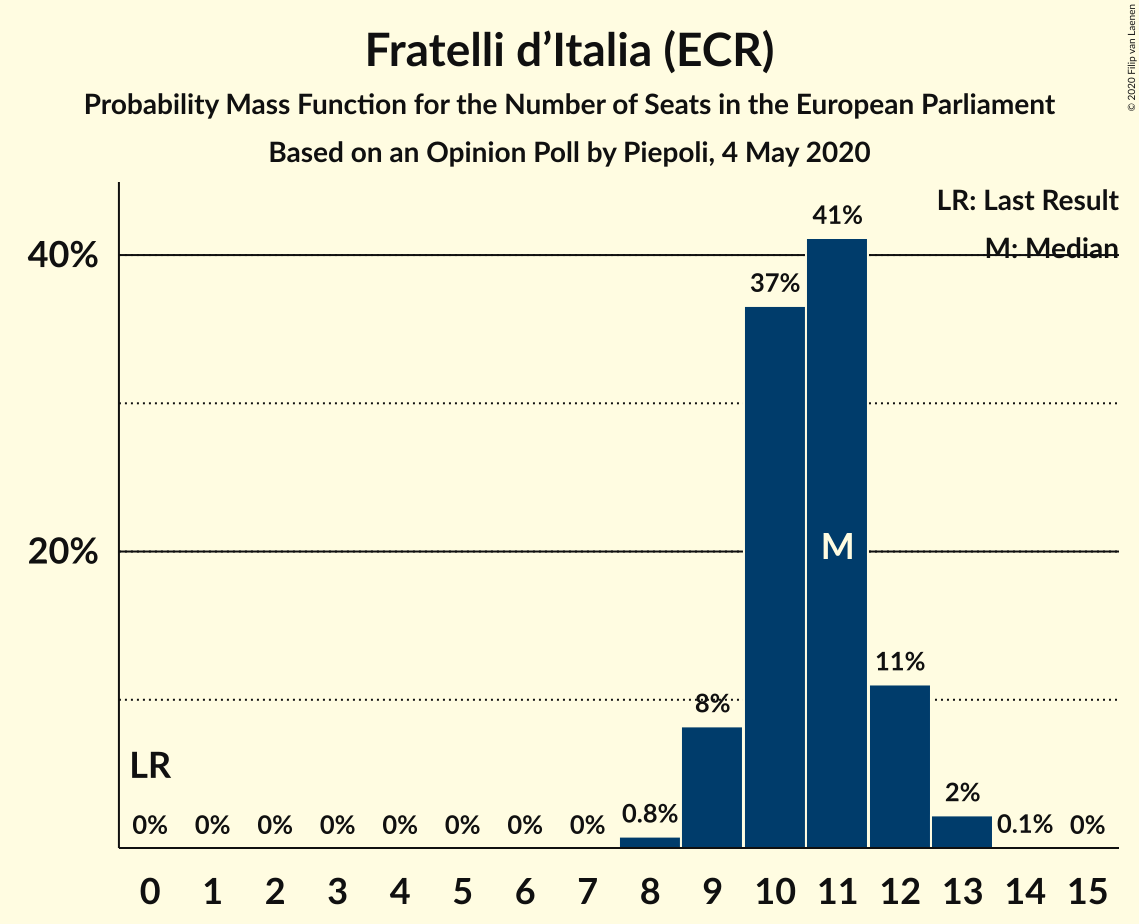 Fratelli d’Italia (ECR)
Probability Mass Function for the Number of Seats in the European Parliament
Based on an Opinion Poll by Piepoli, 4 May 2020
© 2020 Filip van Laenen
LR: Last Result
M: Median
40%
20%
41%
37%
M
11%
8%
LR
2%
0% 0% 0% 0% 0% 0% 0% 0% 0.8% 0.1% 0%
0 1 2 3 4 5 6 7 8 9 10 11 12 13 14 15